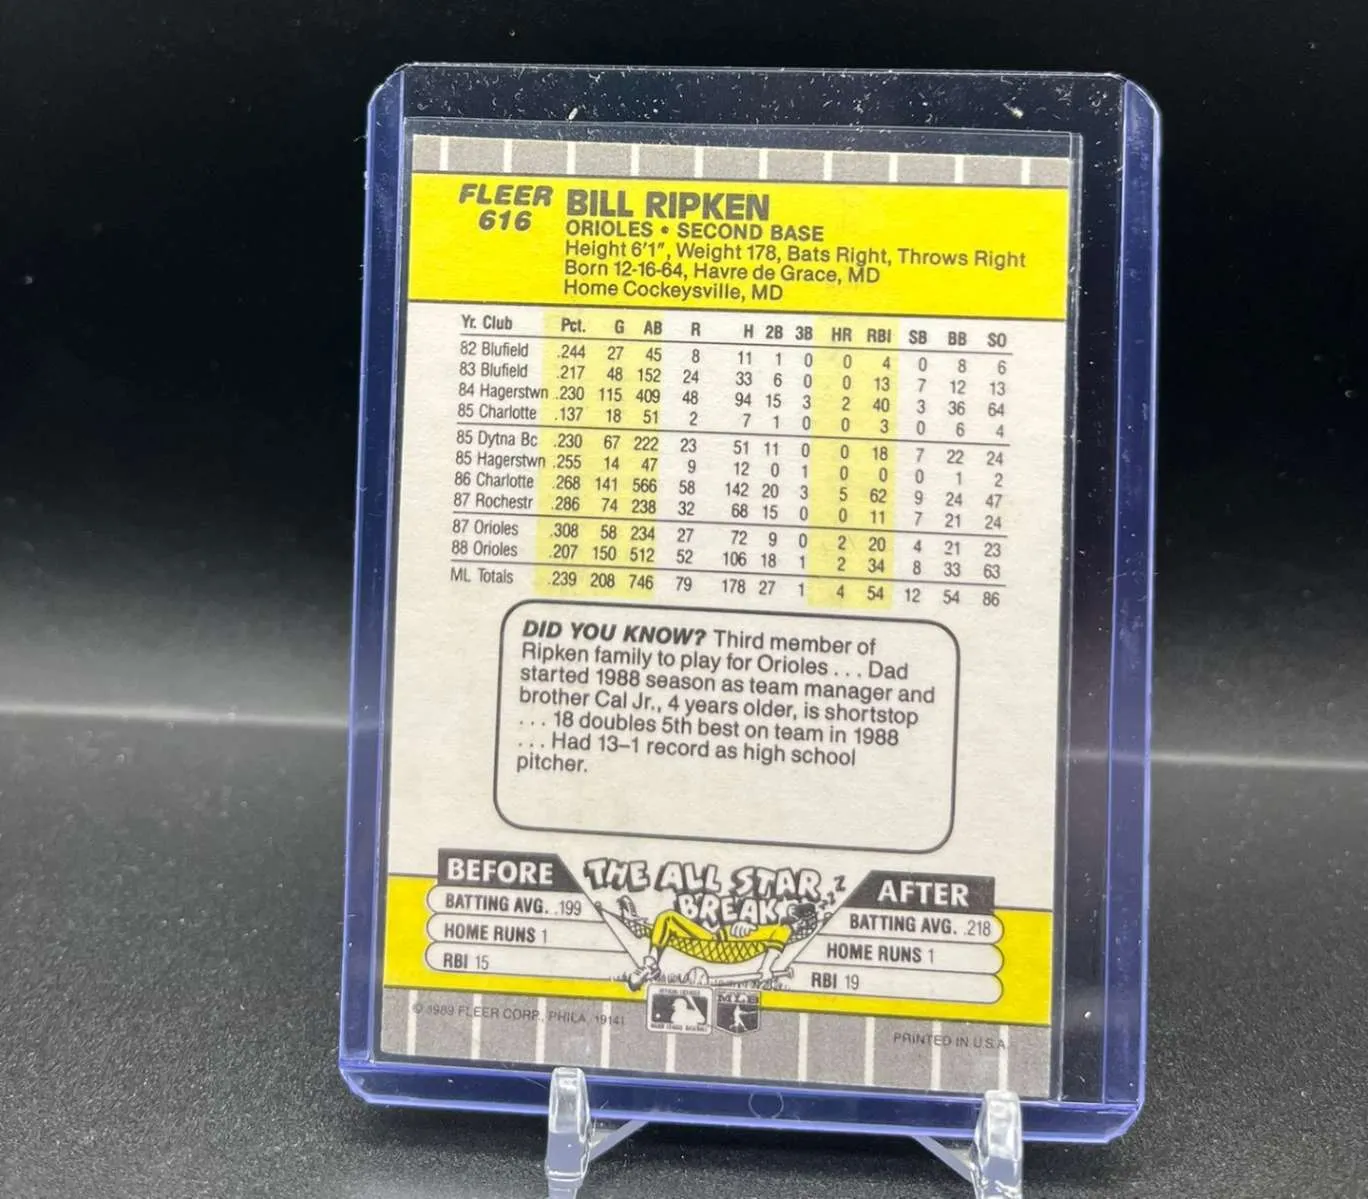 FLEER
616
BILL RIPKEN
ORIOLES • SECOND BASE
Height 6'1", Weight 178, Bats Right, Throws Right
Born 12-16-64, Havre de Grace, MD
Home Cockeysville, MD
Yr. Club Pct. G AB R H 2B 3B HR RBI SB BB SO
82 Blufield .244 27 45 8 11 1 0 0 4 0 8 6
83 Blufield .217 48 152 24 33 6 0 0 13 7 12 13
84 Hagerstwn .230 115 409 48 94 15 3 2 40 3 36 64
85 Charlotte .137 18 51 2 7 1 0 0 3 0 6 4
85 Dytna Bc .230 67 222 23 51 11 0 0 18 7 22 24
85 Hagerstwn .255 14 47 9 12 0 1 0 0 0 1 2
86 Charlotte .268 141 566 58 142 20 3 5 62 9 24 47
87 Rochestr .286 74 238 32 68 15 0 0 11 7 21 24
87 Orioles .308 58 234 27 72 9 0 2 20 4 21 23
88 Orioles .207 150 512 52 106 18 1 2 34 8 33 63
ML Totals .239 208 746 79 178 27 1 4 54 12 54 86
DID YOU KNOW? Third member of
Ripken family to play for Orioles . . . Dad
started 1988 season as team manager and
brother Cal Jr., 4 years older, is shortstop
. . . 18 doubles 5th best on team in 1988
. . . Had 13–1 record as high school
pitcher.
BEFORE
BATTING AVG. .199
HOME RUNS 1
RBI 15
THE ALL STAR
BREAK
Z
Z
Z
AFTER
BATTING AVG. .218
HOME RUNS 1
RBI 19
MAJOR LEAGUE BASEBALL
MLB
© 1989 FLEER CORP., PHILA. 19141
PRINTED IN U.S.A.